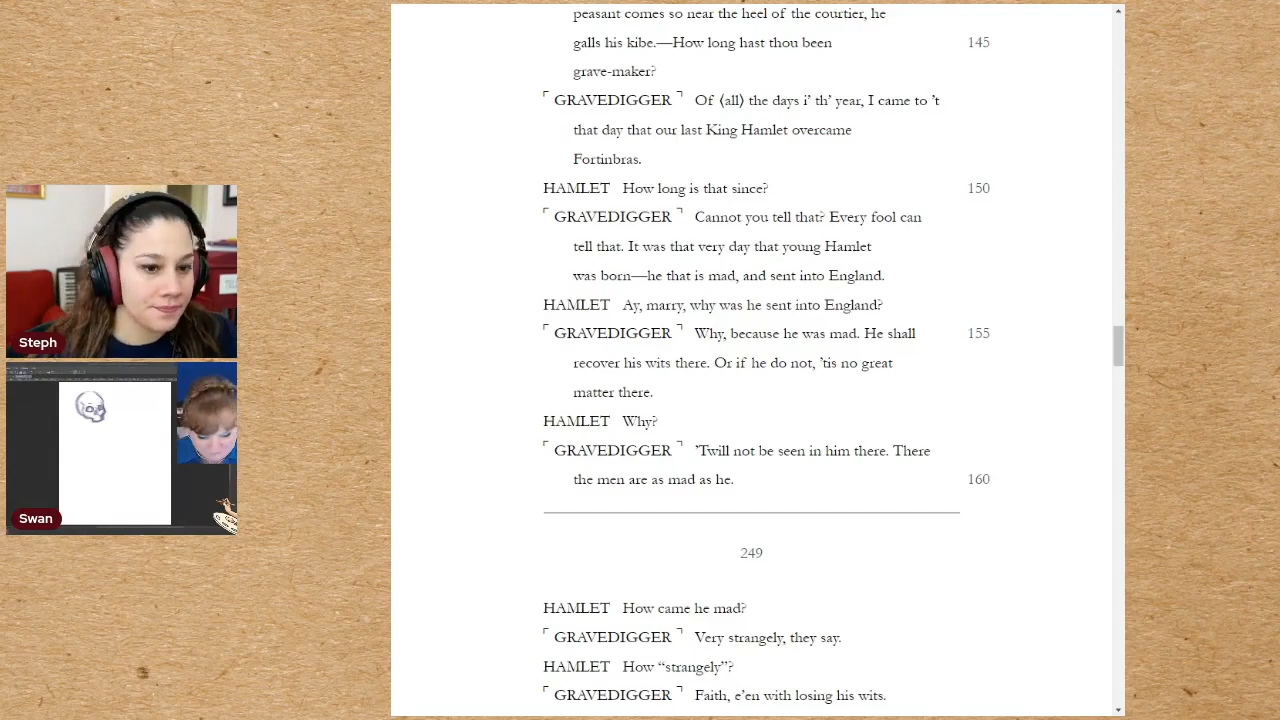 peasant comes so near the heel of the courtier, he
galls his kibe.—How long hast thou been 145
grave-maker?
⌜GRAVEDIGGER⌝ Of ⟨all⟩ the days i’ th’ year, I came to ’t
that day that our last King Hamlet overcame
Fortinbras.
HAMLET How long is that since? 150
⌜GRAVEDIGGER⌝ Cannot you tell that? Every fool can
tell that. It was that very day that young Hamlet
was born—he that is mad, and sent into England.
HAMLET Ay, marry, why was he sent into England?
⌜GRAVEDIGGER⌝ Why, because he was mad. He shall 155
recover his wits there. Or if he do not, ’tis no great
matter there.
HAMLET Why?
⌜GRAVEDIGGER⌝ ’Twill not be seen in him there. There
the men are as mad as he. 160
249
HAMLET How came he mad?
⌜GRAVEDIGGER⌝ Very strangely, they say.
HAMLET How “strangely”?
⌜GRAVEDIGGER⌝ Faith, e’en with losing his wits.
Steph
Swan